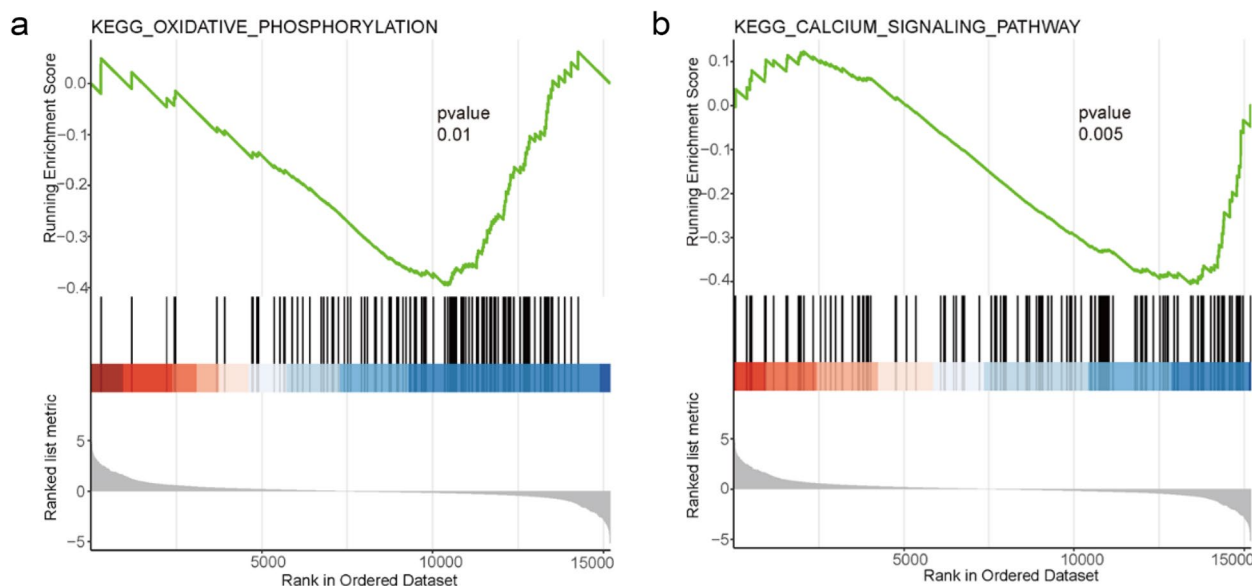 a
KEGG_OXIDATIVE_PHOSPHORYLATION
Running Enrichment Score
0.0
−0.1
−0.2
−0.3
−0.4
pvalue
0.01
Ranked list metric
5
0
−5
5000
10000
15000
Rank in Ordered Dataset
b
KEGG_CALCIUM_SIGNALING_PATHWAY
Running Enrichment Score
0.1
0.0
−0.1
−0.2
−0.3
−0.4
pvalue
0.005
Ranked list metric
5
0
−5
5000
10000
15000
Rank in Ordered Dataset